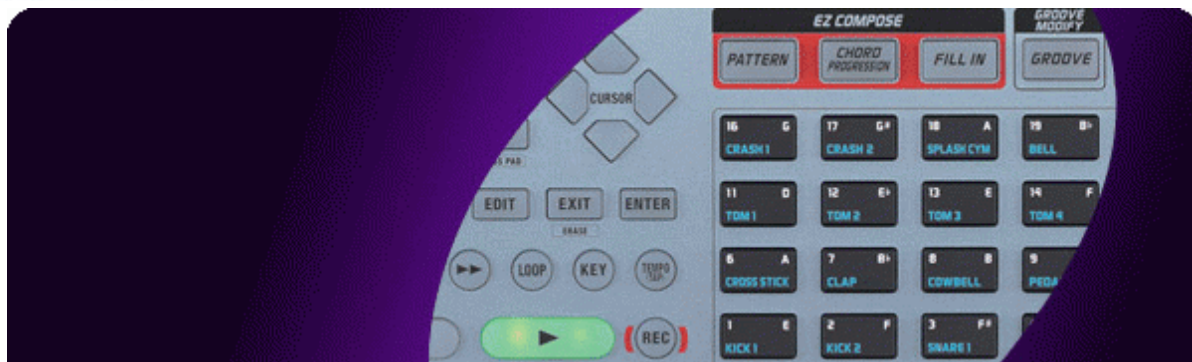 EZ COMPOSE
GROOVE
MODIFY
PATTERN
CHORD
PROGRESSION
FILL IN
GROOVE
CURSOR
PAD
EDIT
EXIT
ENTER
ERASE
LOOP
KEY
TEMPO
(TAP)
REC
16 G
CRASH 1
17 G#
CRASH 2
18 A
SPLASH CYM
19 B♭
BELL
11 D
TOM 1
12 E♭
TOM 2
13 E
TOM 3
14 F
TOM 4
6 A
CROSS STICK
7 B♭
CLAP
8 B
COWBELL
9
PEDA
1 E
KICK 1
2 F
KICK 2
3 F#
SNARE 1